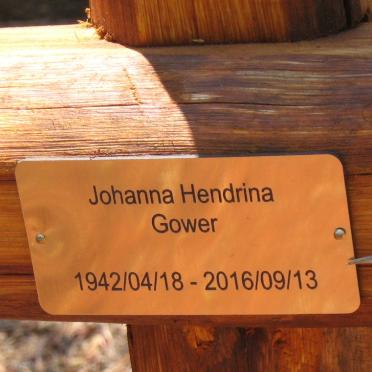 Johanna Hendrina
Gower
1942/04/18 - 2016/09/13